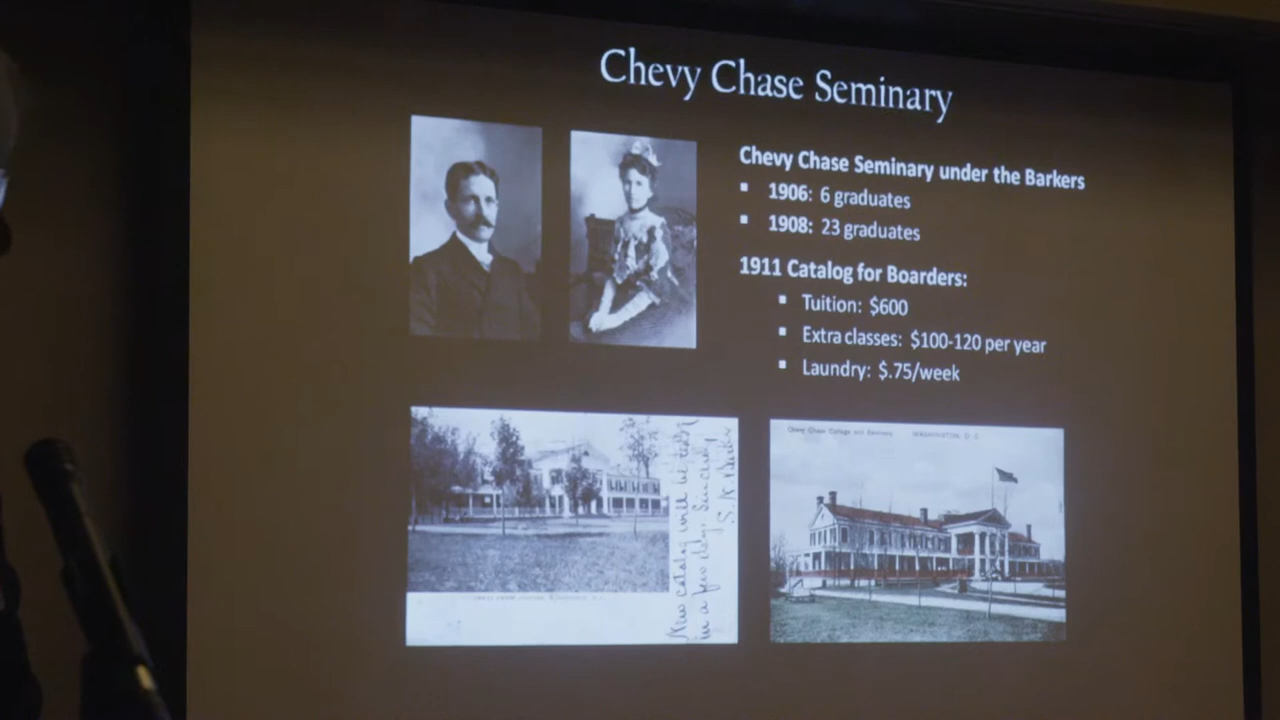 Chevy Chase Seminary
Chevy Chase Seminary under the Barkers
▪ 1906: 6 graduates
▪ 1908: 23 graduates
1911 Catalog for Boarders:
▪ Tuition: $600
▪ Extra classes: $100-120 per year
▪ Laundry: $.75/week
New catalog will be ready
in a few days. Sincerely
S. N. Barker
Chevy Chase College and Seminary WASHINGTON, D. C.